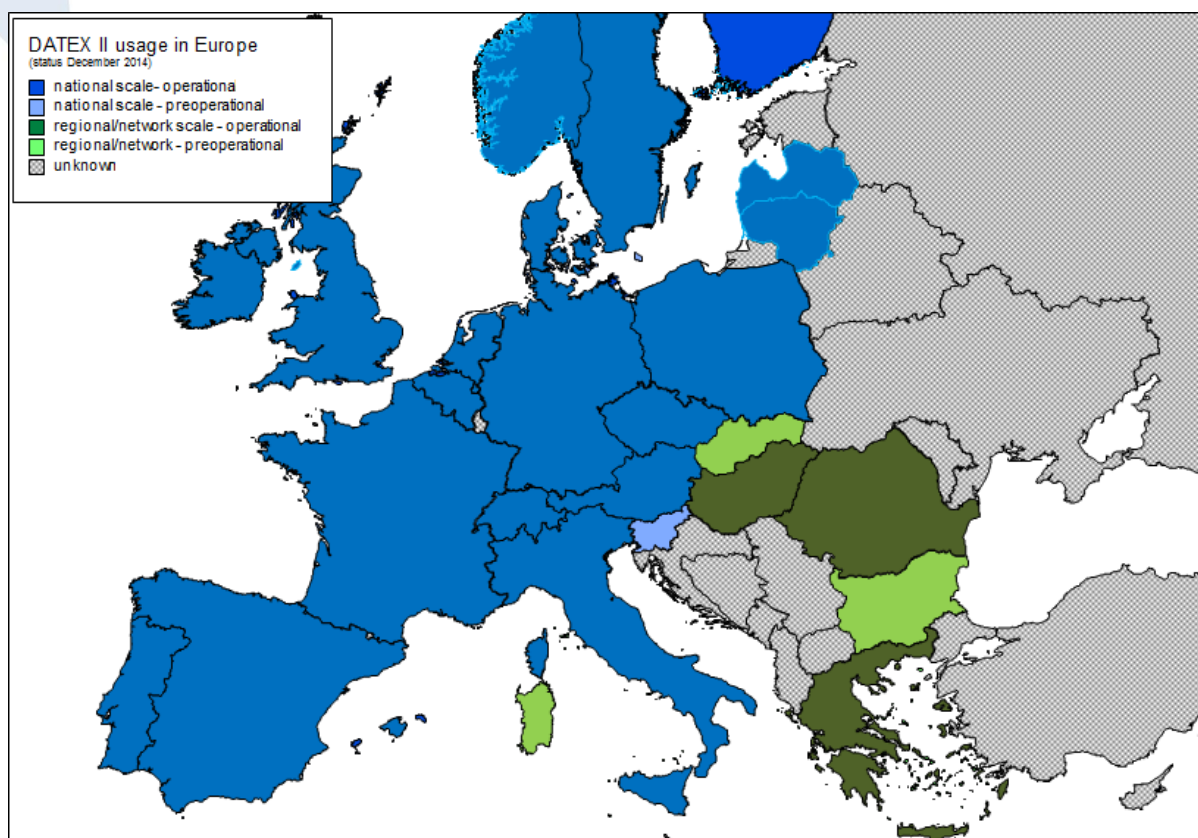 DATEX II usage in Europe
(status December 2014)
national scale- operationa
national scale - preoperational
regional/network scale - operational
regional/network - preoperational
unknown